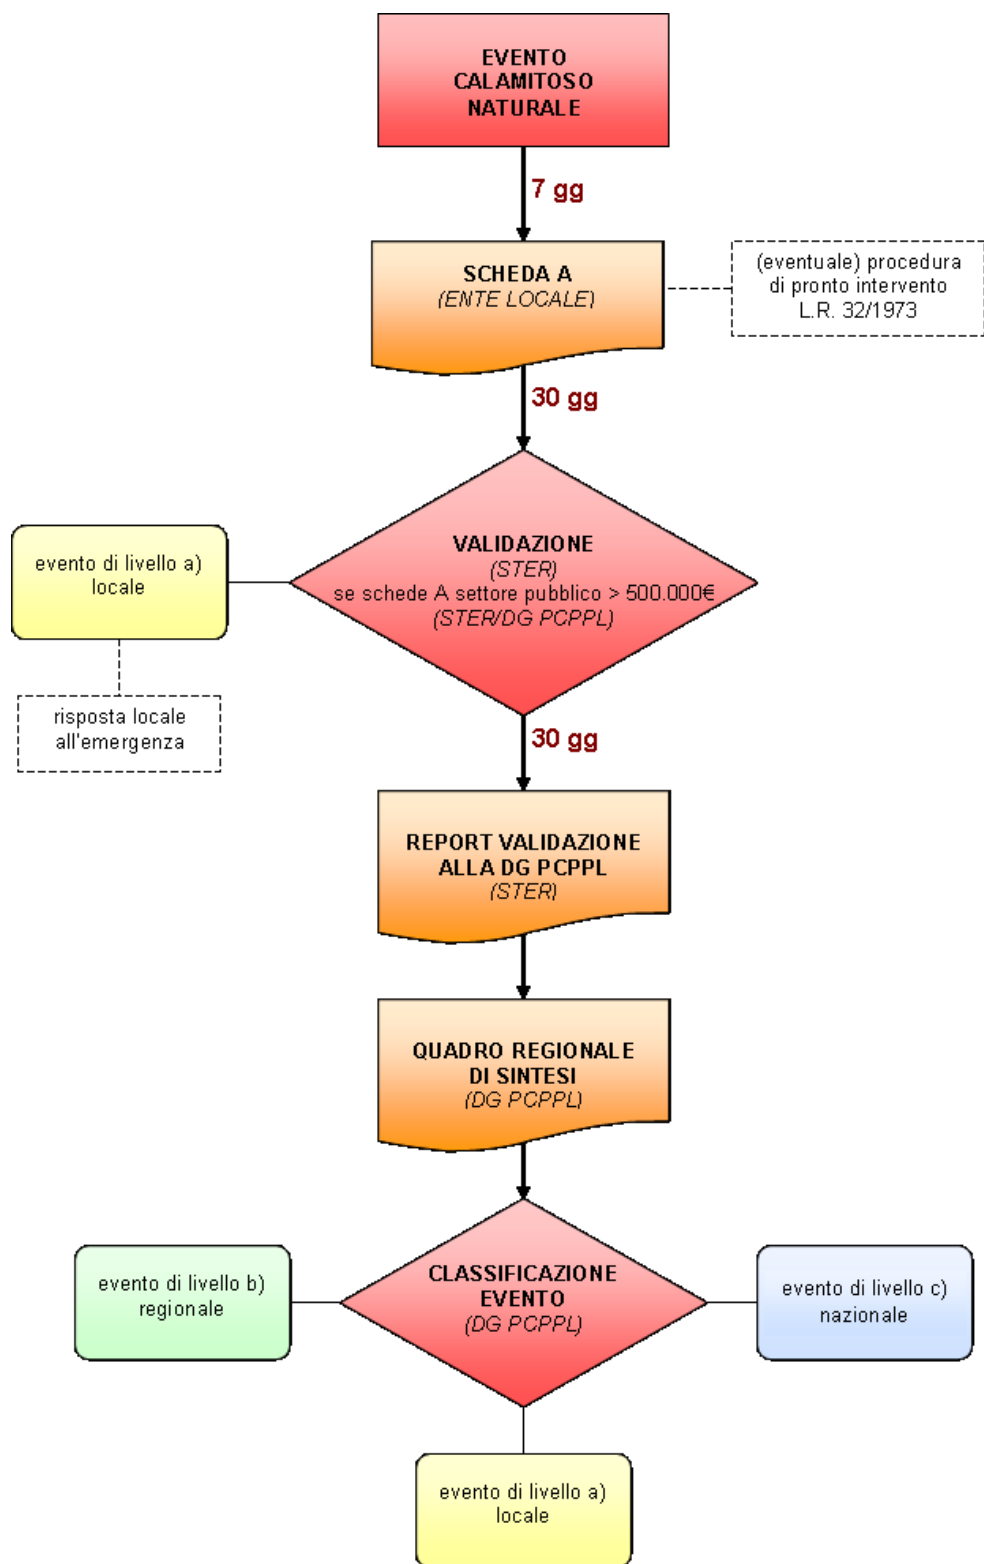 EVENTO
CALAMITOSO
NATURALE
7 gg
SCHEDA A
(ENTE LOCALE)
(eventuale) procedura
di pronto intervento
L.R. 32/1973
30 gg
VALIDAZIONE
(STER)
se schede A settore pubblico > 500.000€
(STER/DG PCPPL)
evento di livello a)
locale
risposta locale
all'emergenza
30 gg
REPORT VALIDAZIONE
ALLA DG PCPPL
(STER)
QUADRO REGIONALE
DI SINTESI
(DG PCPPL)
CLASSIFICAZIONE
EVENTO
(DG PCPPL)
evento di livello b)
regionale
evento di livello c)
nazionale
evento di livello a)
locale